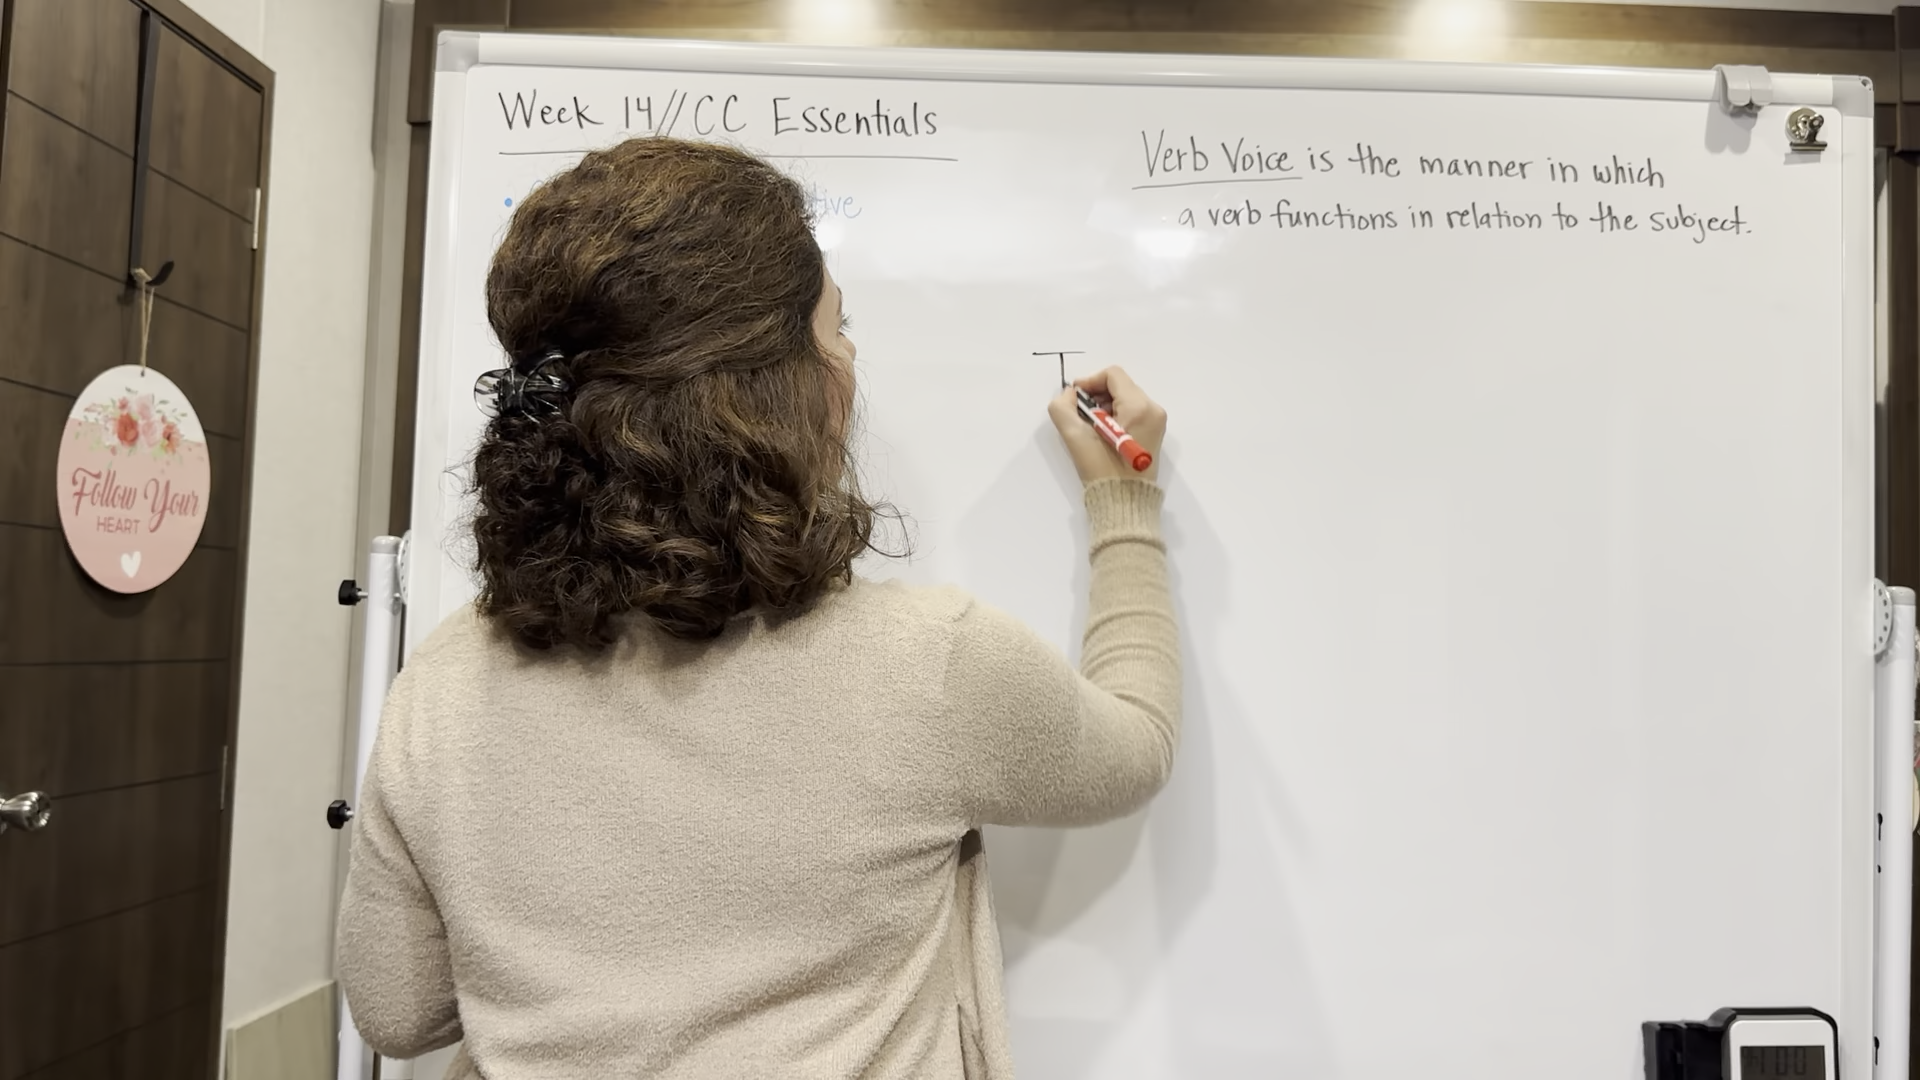 Week 14//CC Essentials
Verb Voice is the manner in which
a verb functions in relation to the subject.
T
Follow Your
HEART